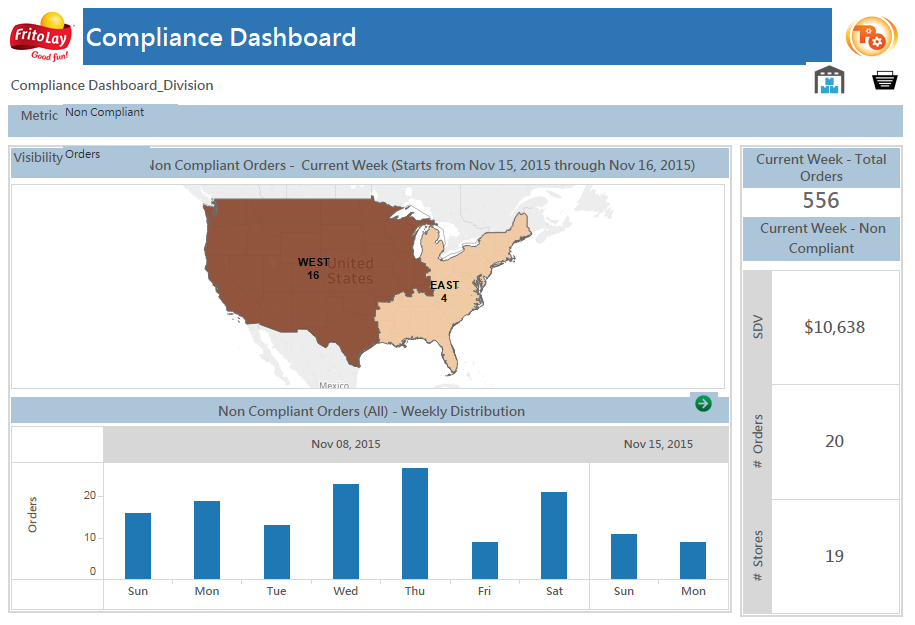 Frito Lay
Good fun!
Compliance Dashboard
Compliance Dashboard_Division
Metric
Non Compliant
Visibility
Orders
Non Compliant Orders - Current Week (Starts from Nov 15, 2015 through Nov 16, 2015)
WEST
16
United
States
EAST
4
Mexico
Non Compliant Orders (All) - Weekly Distribution
Nov 08, 2015
Nov 15, 2015
Orders
20
10
0
Sun
Mon
Tue
Wed
Thu
Fri
Sat
Sun
Mon
Current Week - Total
Orders
556
Current Week - Non
Compliant
SDV
$10,638
# Orders
20
# Stores
19